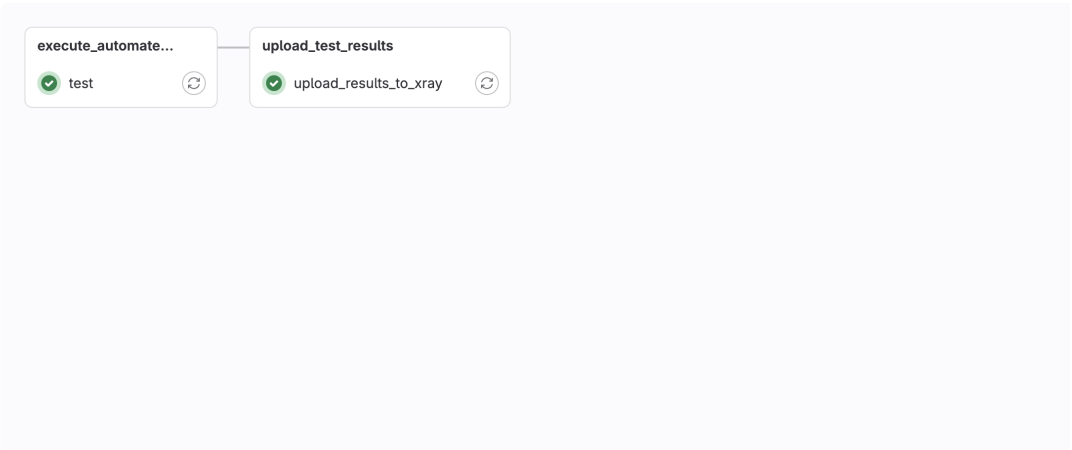 execute_automate...
test
upload_test_results
upload_results_to_xray